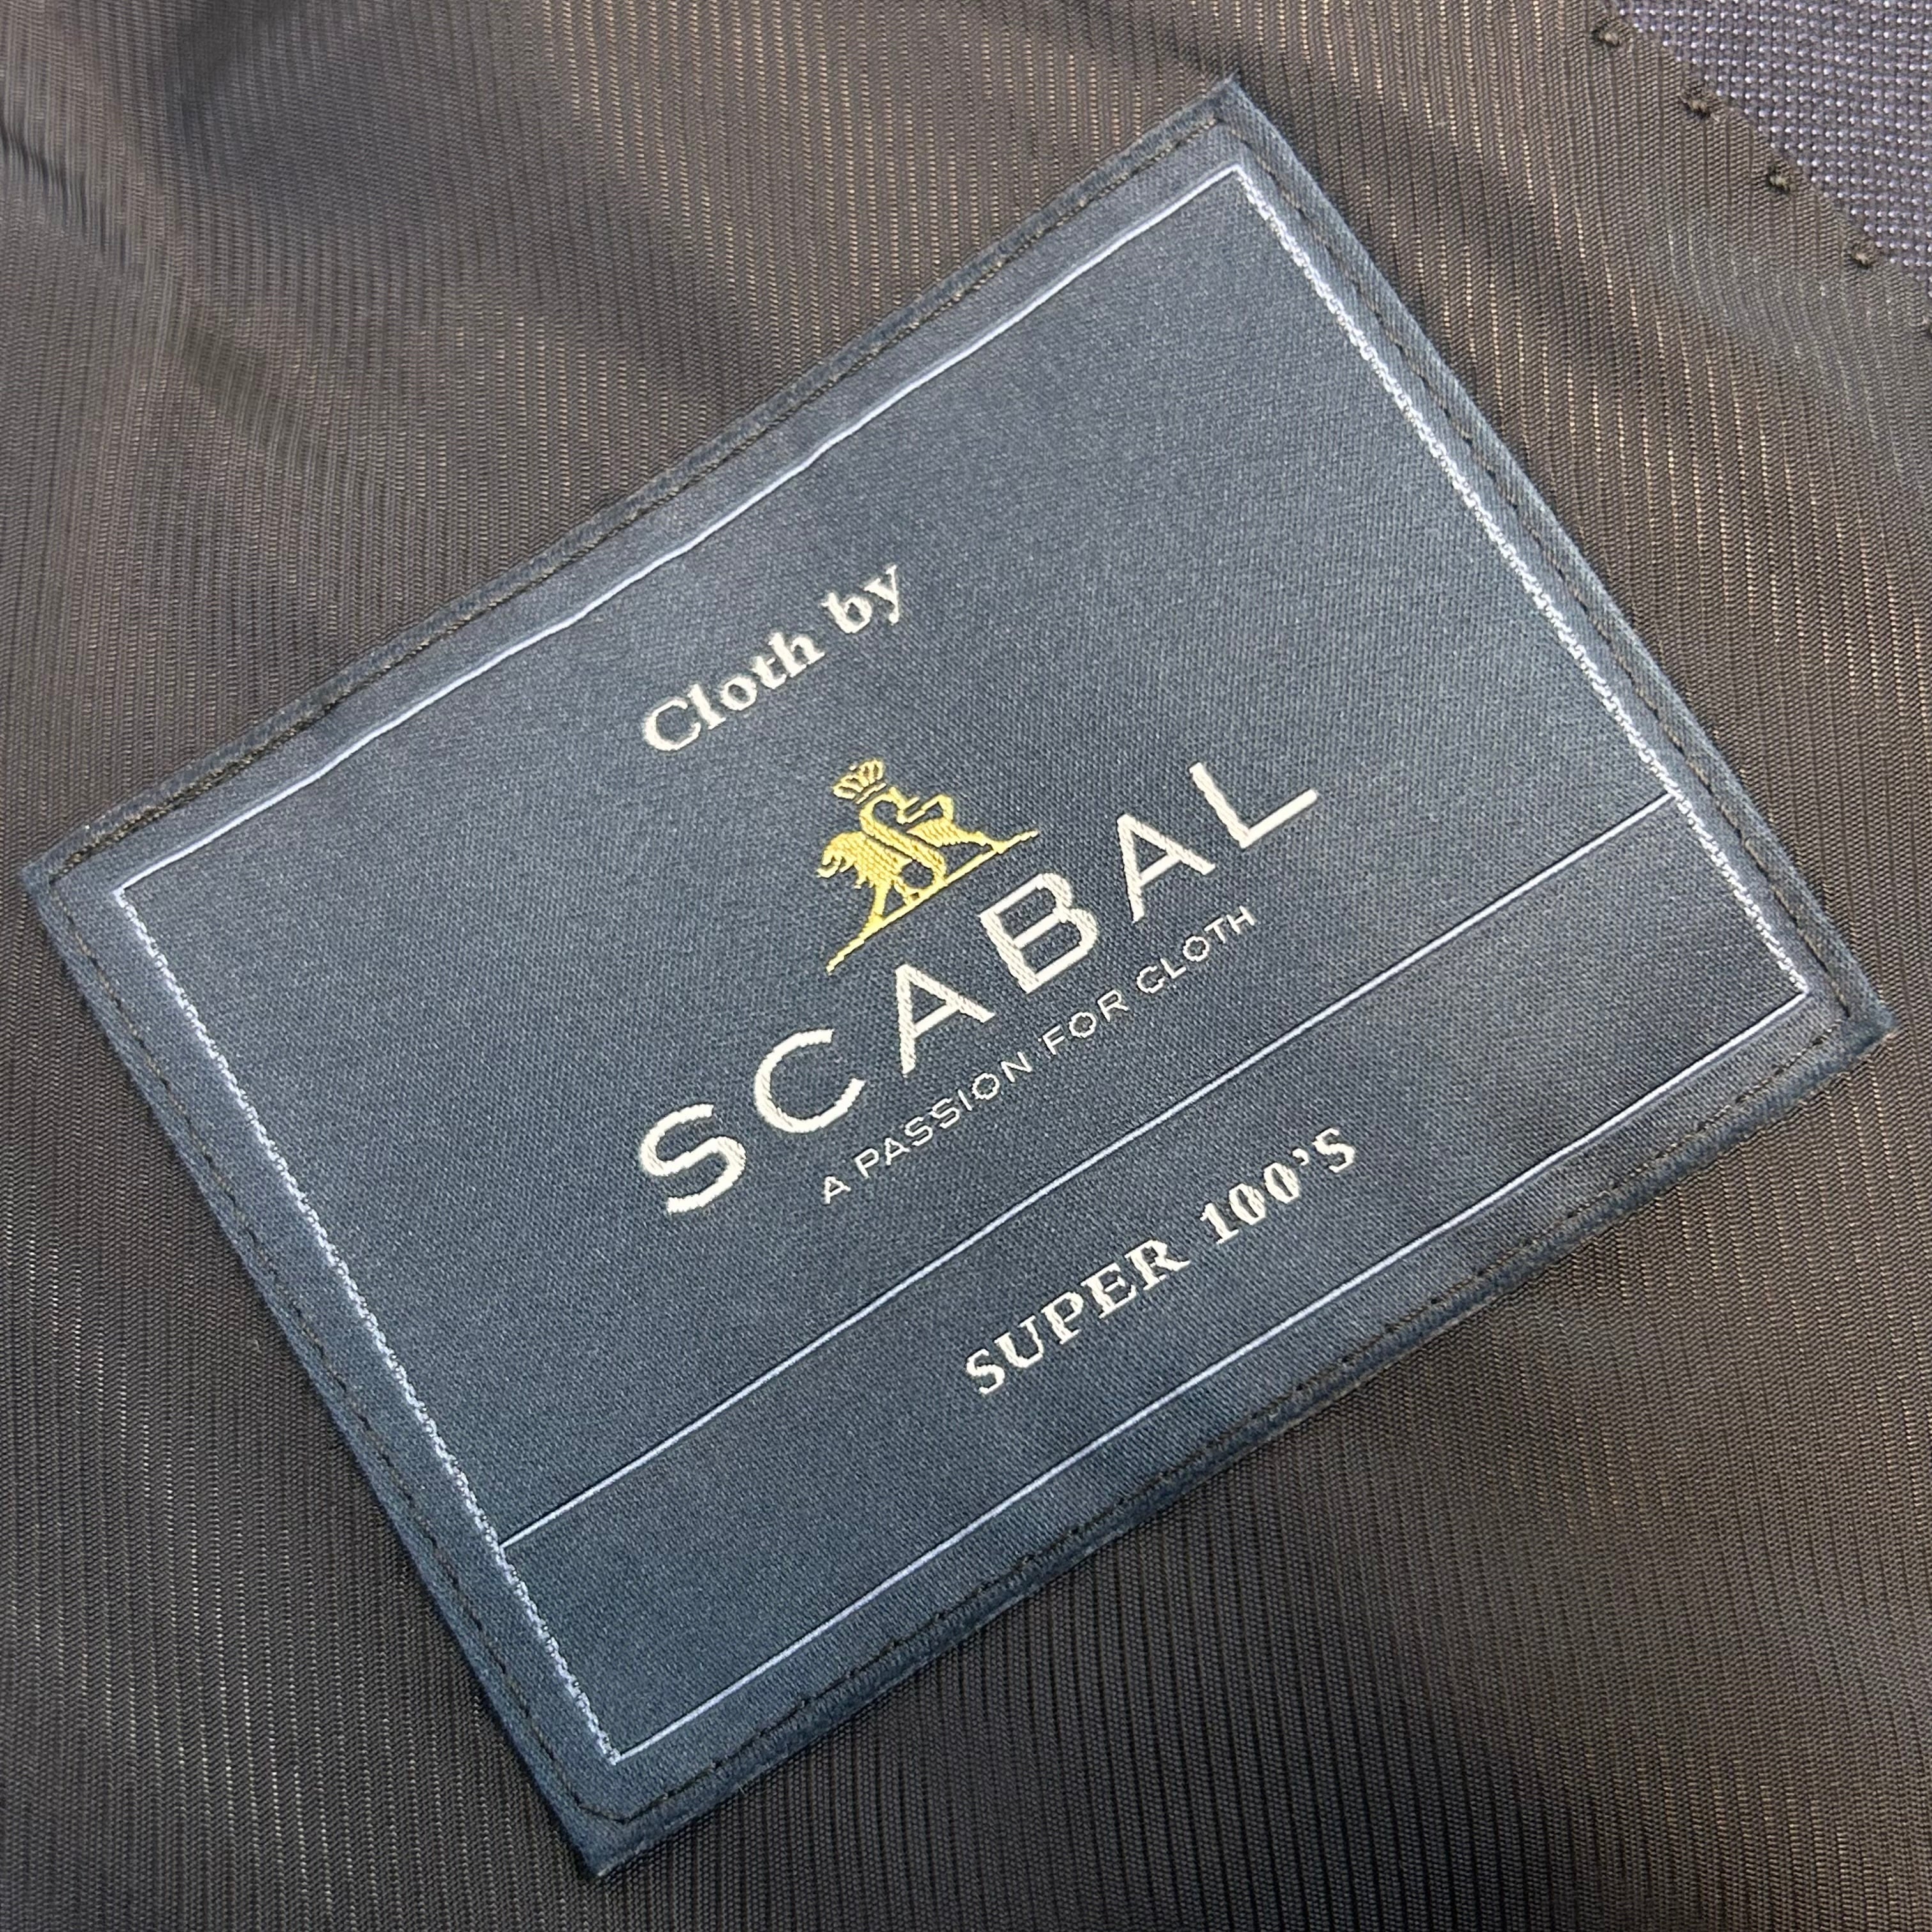 Cloth by
SCABAL
A PASSION FOR CLOTH
SUPER 100'S